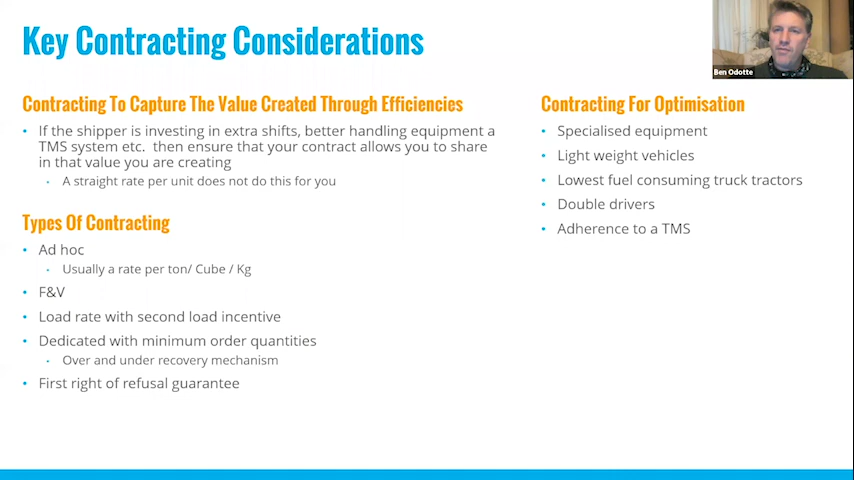 Key Contracting Considerations
Ben Odotte
Contracting To Capture The Value Created Through Efficiencies
• If the shipper is investing in extra shifts, better handling equipment a
TMS system etc.  then ensure that your contract allows you to share
in that value you are creating
• A straight rate per unit does not do this for you
Types Of Contracting
• Ad hoc
• Usually a rate per ton/ Cube / Kg
• F&V
• Load rate with second load incentive
• Dedicated with minimum order quantities
• Over and under recovery mechanism
• First right of refusal guarantee
Contracting For Optimisation
• Specialised equipment
• Light weight vehicles
• Lowest fuel consuming truck tractors
• Double drivers
• Adherence to a TMS